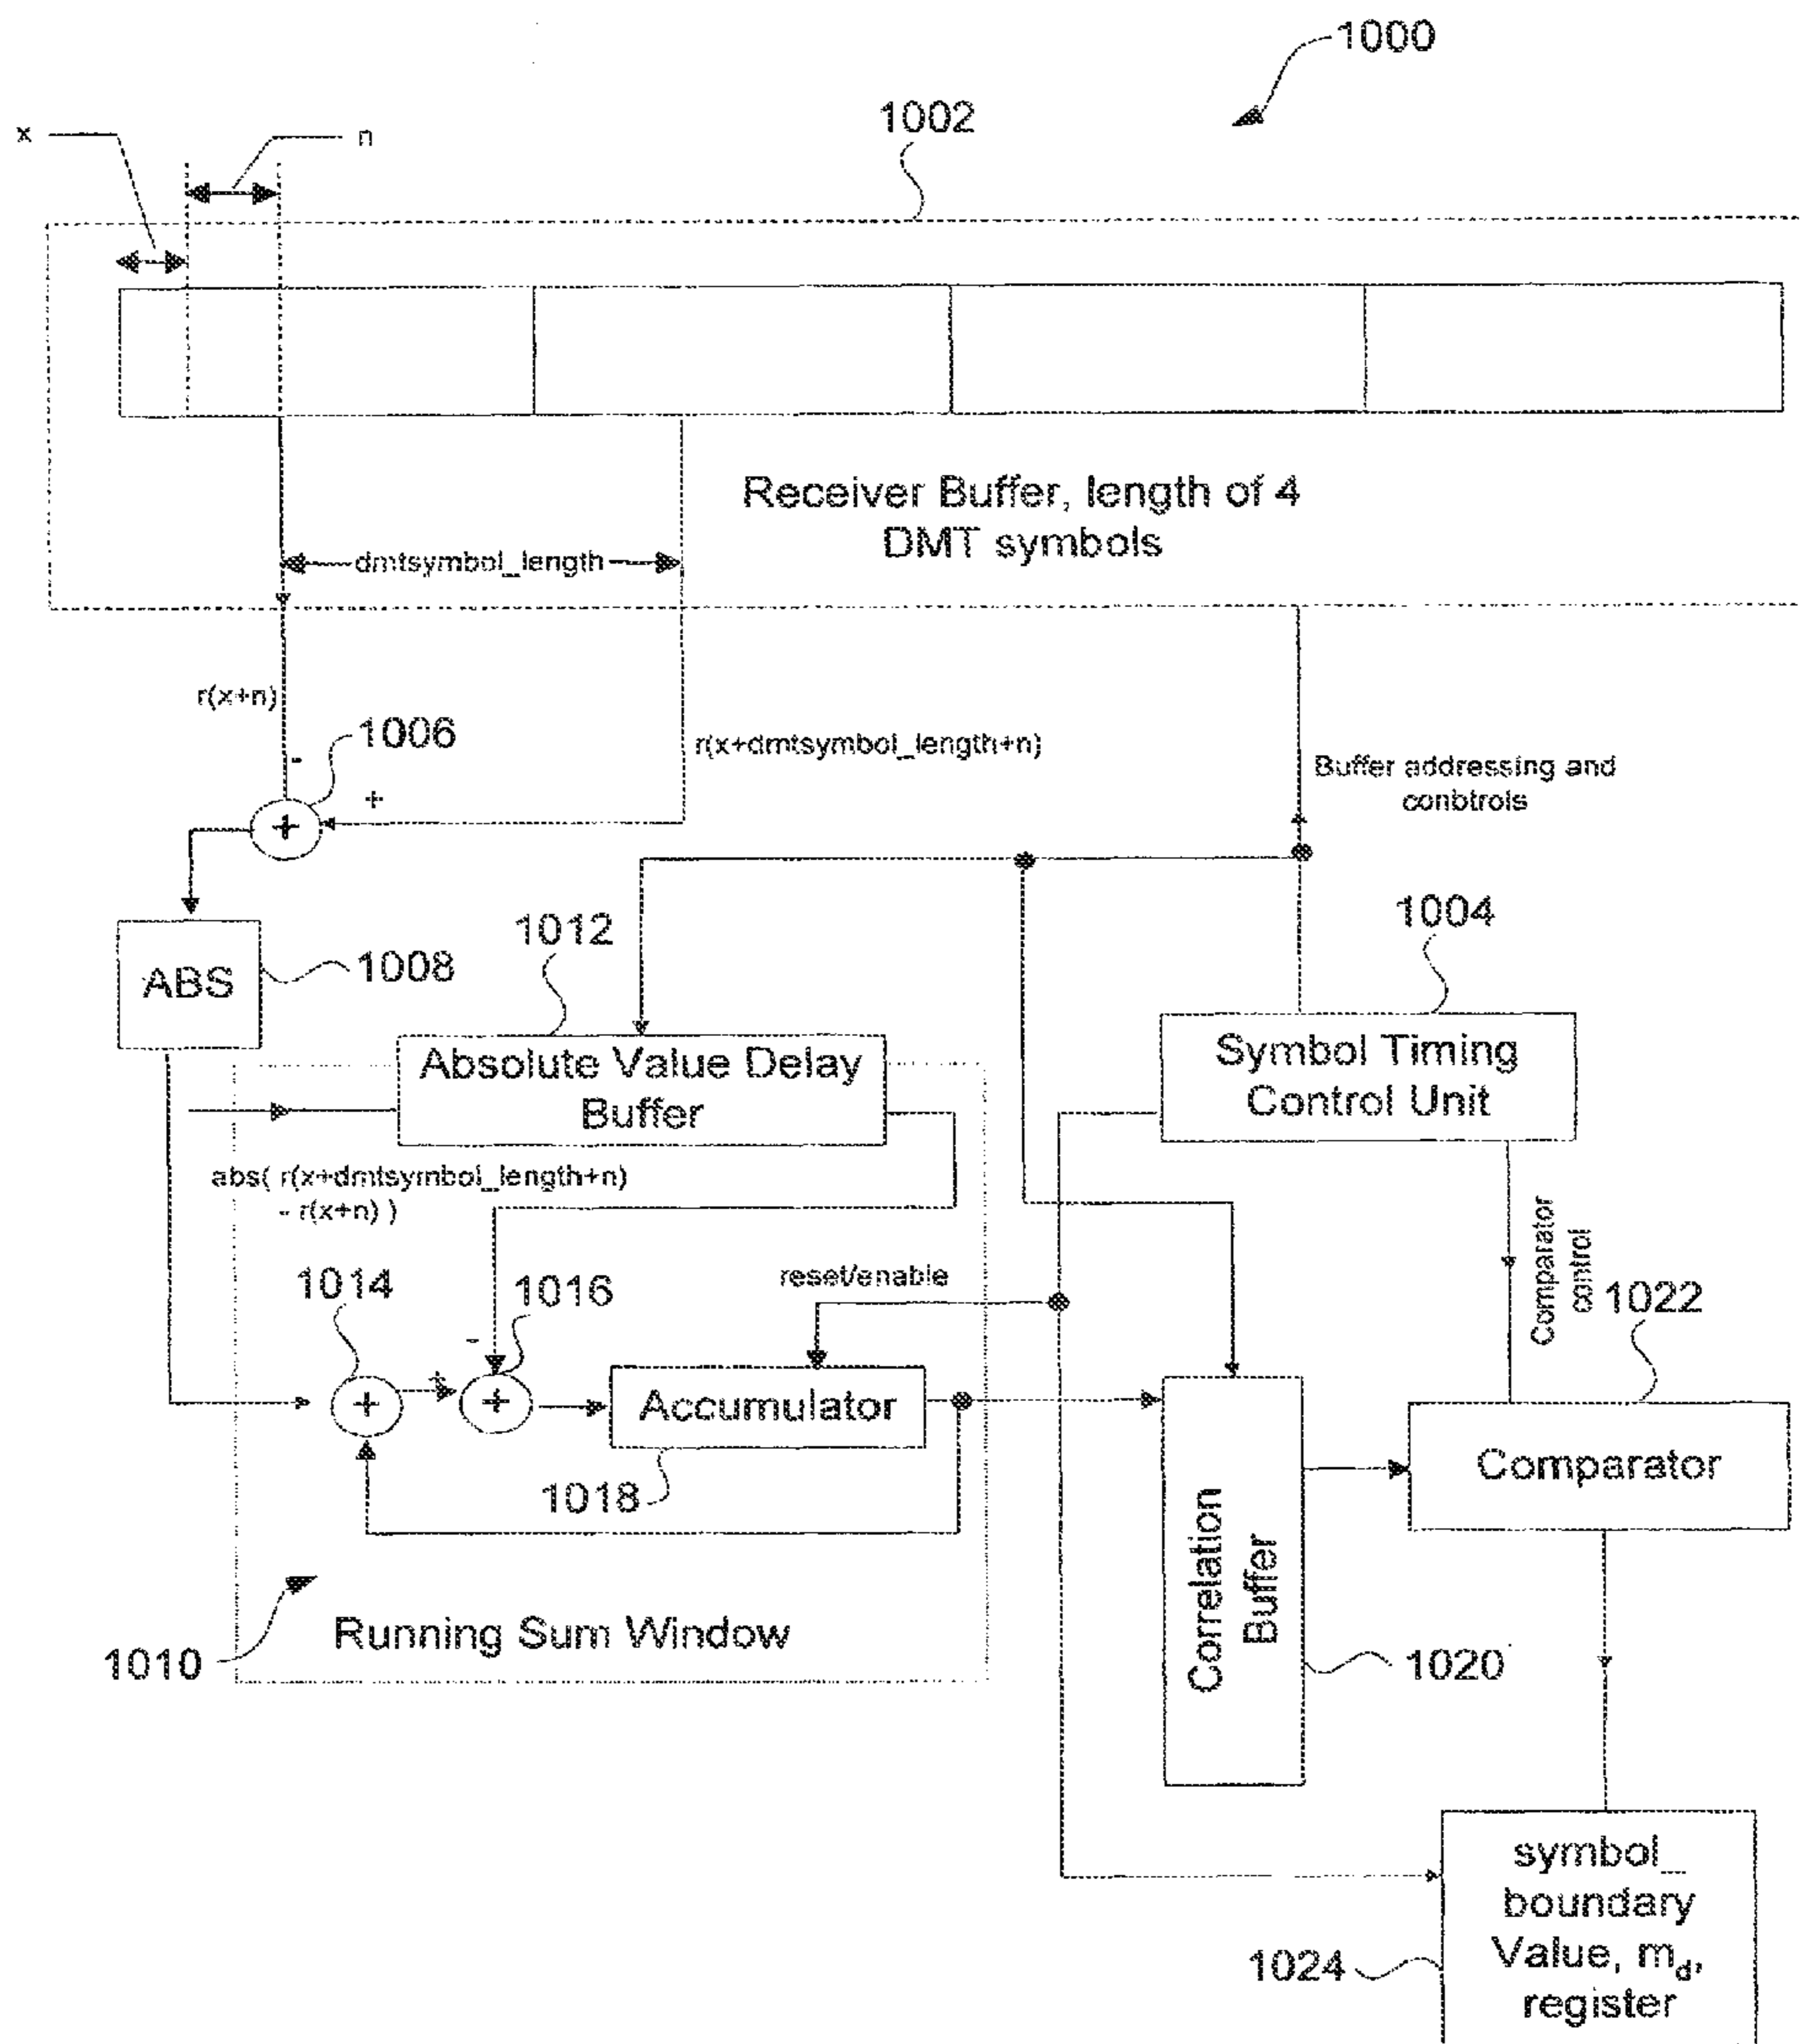 1000
1002
x
n
Receiver Buffer, length of 4
DMT symbols
dmtsymbol_length
r(x+n)
1006
-
+
+
r(x+dmtsymbol_length+n)
Buffer addressing and
conbtrols
1004
1012
ABS
1008
Absolute Value Delay
Buffer
Symbol Timing
Control Unit
abs( r(x+dmtsymbol_length+n)
- r(x+n) )
Comparator
control
1014
1016
reset/enable
1022
-
+
+
+
Accumulator
1018
Comparator
Correlation
Buffer
Running Sum Window
1010
1020
symbol_
boundary
Value, md,
register
1024